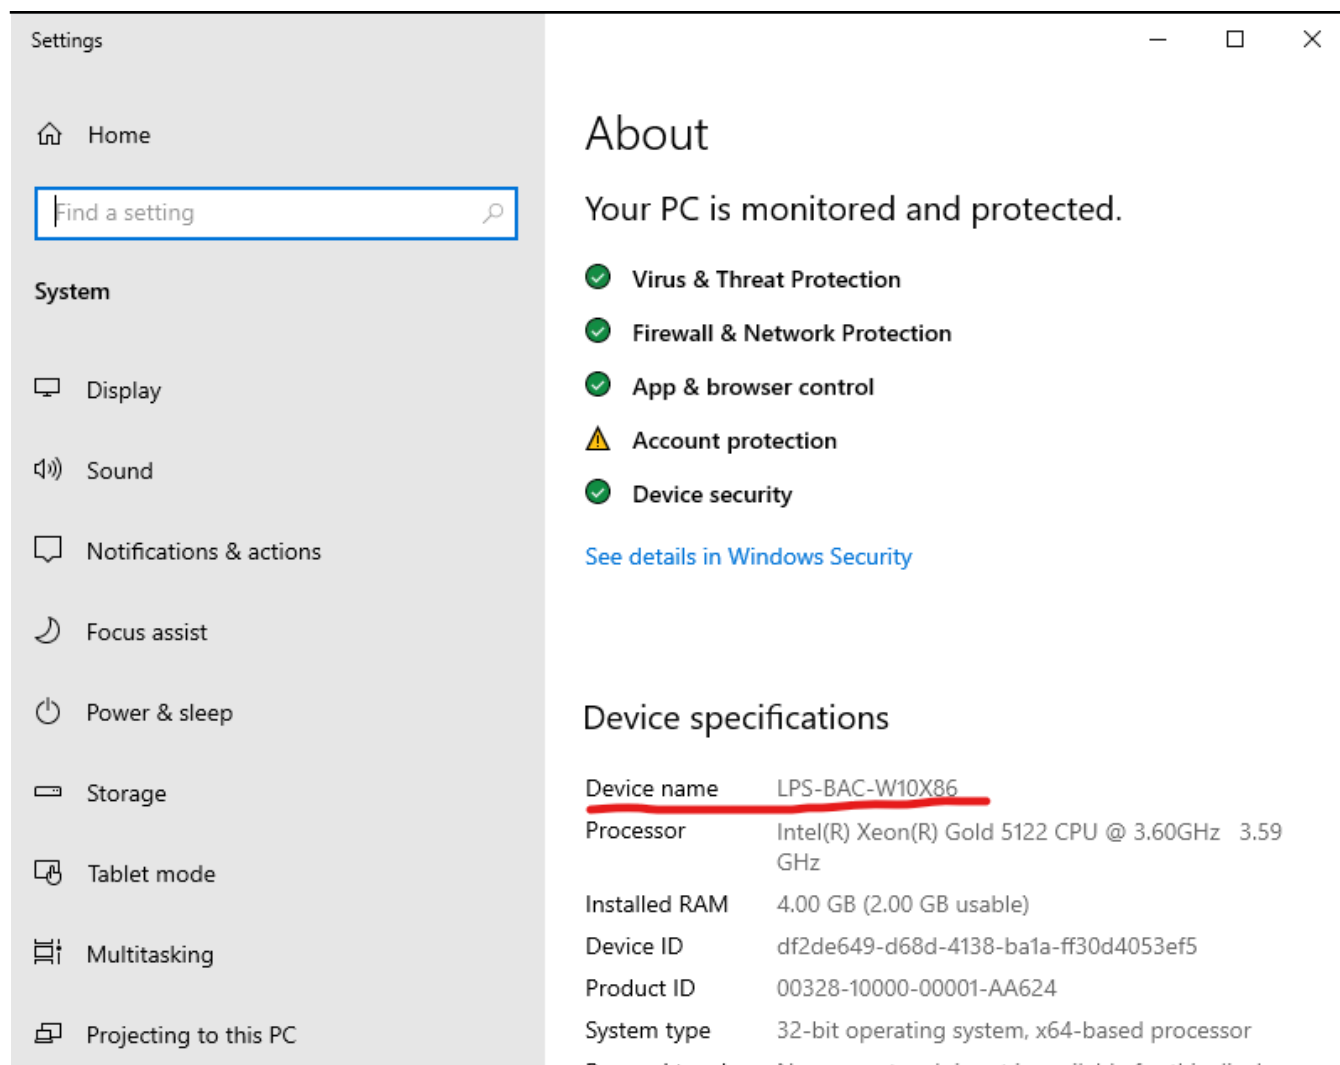 Settings
Home
Find a setting
System
Display
Sound
Notifications & actions
Focus assist
Power & sleep
Storage
Tablet mode
Multitasking
Projecting to this PC
About
Your PC is monitored and protected.
Virus & Threat Protection
Firewall & Network Protection
App & browser control
Account protection
Device security
See details in Windows Security
Device specifications
Device name LPS-BAC-W10X86
Processor Intel(R) Xeon(R) Gold 5122 CPU @ 3.60GHz 3.59
GHz
Installed RAM 4.00 GB (2.00 GB usable)
Device ID df2de649-d68d-4138-ba1a-ff30d4053ef5
Product ID 00328-10000-00001-AA624
System type 32-bit operating system, x64-based processor